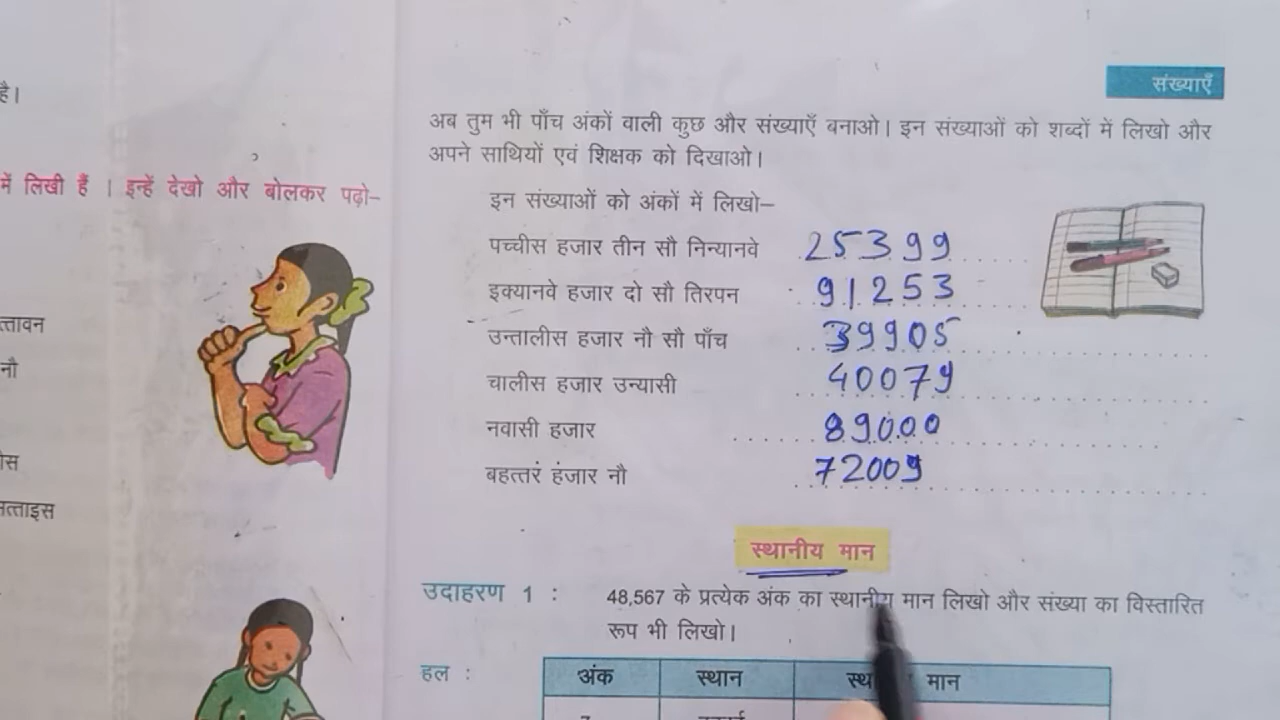 है।
में लिखी हैं । इन्हें देखो और बोलकर पढ़ो–
त्तावन
नौ
त्ताइस
संख्याएँ
अब तुम भी पाँच अंकों वाली कुछ और संख्याएँ बनाओ। इन संख्याओं को शब्दों में लिखो और
अपने साथियों एवं शिक्षक को दिखाओ।
इन संख्याओं को अंकों में लिखो–
पच्चीस हजार तीन सौ निन्यानवे 25399
इक्यानवे हजार दो सौ तिरपन 91253
उन्तालीस हजार नौ सौ पाँच 39905
चालीस हजार उन्यासी 40079
नवासी हजार 89000
बहत्तर हजार नौ 72009
स्थानीय मान
उदाहरण 1 : 48,567 के प्रत्येक अंक का स्थानीय मान लिखो और संख्या का विस्तारित
रूप भी लिखो।
हल : अंक स्थान मान